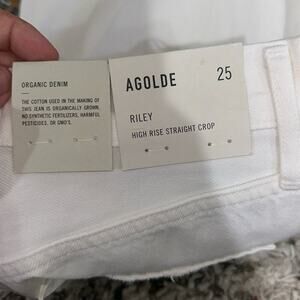 ORGANIC DENIM
THE COTTON USED IN THE MAKING OF
THIS JEAN IS ORGANICALLY GROWN.
NO SYNTHETIC FERTILIZERS, HARMFUL
PESTICIDES, OR GMO'S.
AGOLDE 25
RILEY
HIGH RISE STRAIGHT CROP